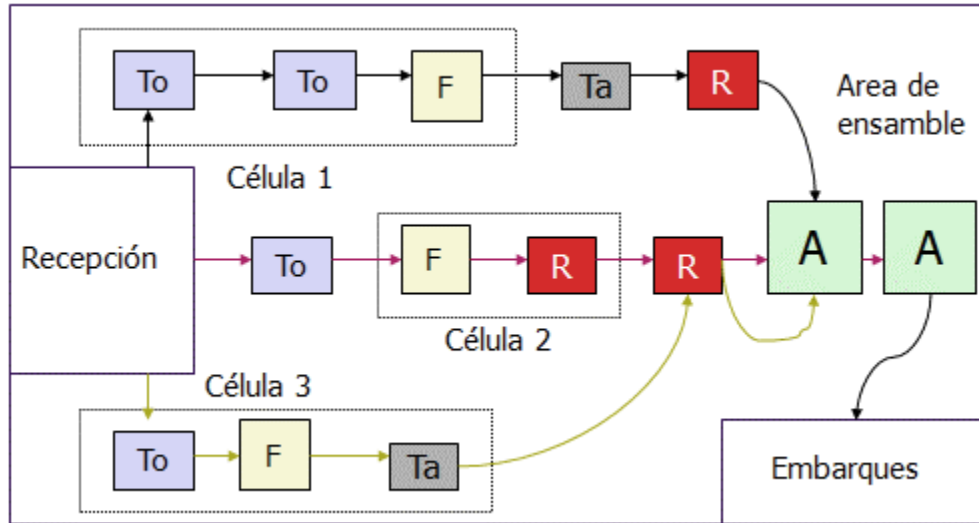 To
To
F
Ta
R
Area de
ensamble
Célula 1
Recepción
To
F
R
R
A
A
Célula 2
Célula 3
To
F
Ta
Embarques